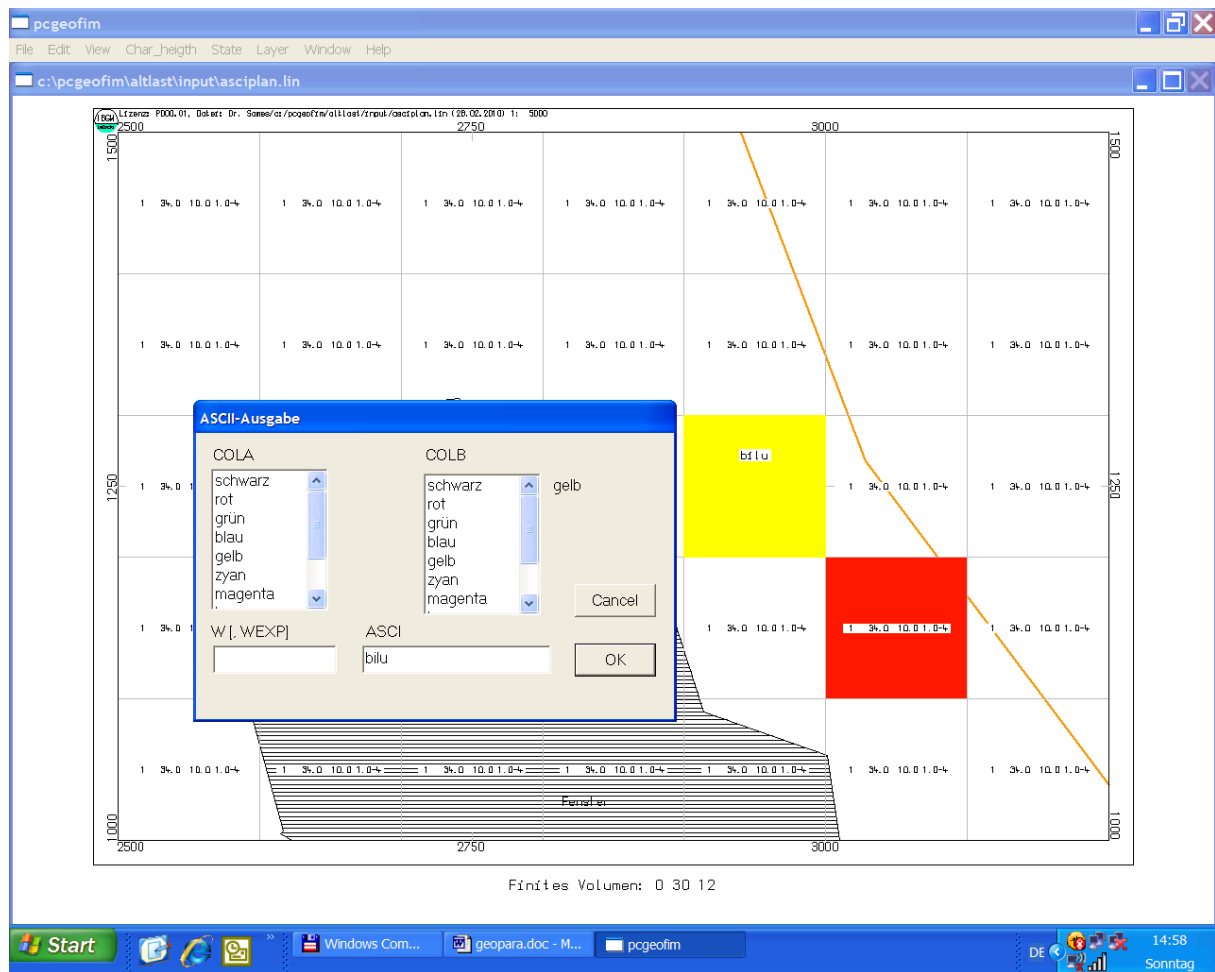 pcgeofim
File Edit View Char_heigth State Layer Window Help
c:\pcgeofim\altlast\input\asciplan.lin
Lizenz: PD00.01, Datei: Dr. Sames/c:/pcgeofim/altlast/input/asciplan.lin (28.02.2010) 1: 5000
2500 2750 3000
1500 1500
1 34.0 10.0 1.0-4 1 34.0 10.0 1.0-4 1 34.0 10.0 1.0-4 1 34.0 10.0 1.0-4 1 34.0 10.0 1.0-4 1 34.0 10.0 1.0-4 1 34.0 10.0 1.0-4
1 34.0 10.0 1.0-4 1 34.0 10.0 1.0-4 1 34.0 10.0 1.0-4 1 34.0 10.0 1.0-4 1 34.0 10.0 1.0-4 1 34.0 10.0 1.0-4 1 34.0 10.0 1.0-4
bilu
1250 1 34.0 1 1 34.0 10.0 1.0-4 1 34.0 10.0 1.0-4 1250
1 34.0 1 1 34.0 10.0 1.0-4 1 34.0 10.0 1.0-4 1 34.0 10.0 1.0-4
1 34.0 10.0 1.0-4 1 34.0 10.0 1.0-4 1 34.0 10.0 1.0-4 1 34.0 10.0 1.0-4 1 34.0 10.0 1.0-4 1 34.0 10.0 1.0-4 1 34.0 10.0 1.0-4
Fenster
1000 1000
2500 2750 3000
Finites Volumen: 0 30 12
ASCII-Ausgabe
COLA
schwarz
rot
grün
blau
gelb
zyan
magenta
COLB
schwarz
rot
grün
blau
gelb
zyan
magenta
gelb
Cancel
W [, WEXP]
ASCI
bilu
OK
Start
Windows Com...
geopara.doc - M...
pcgeofim
DE
14:58
Sonntag